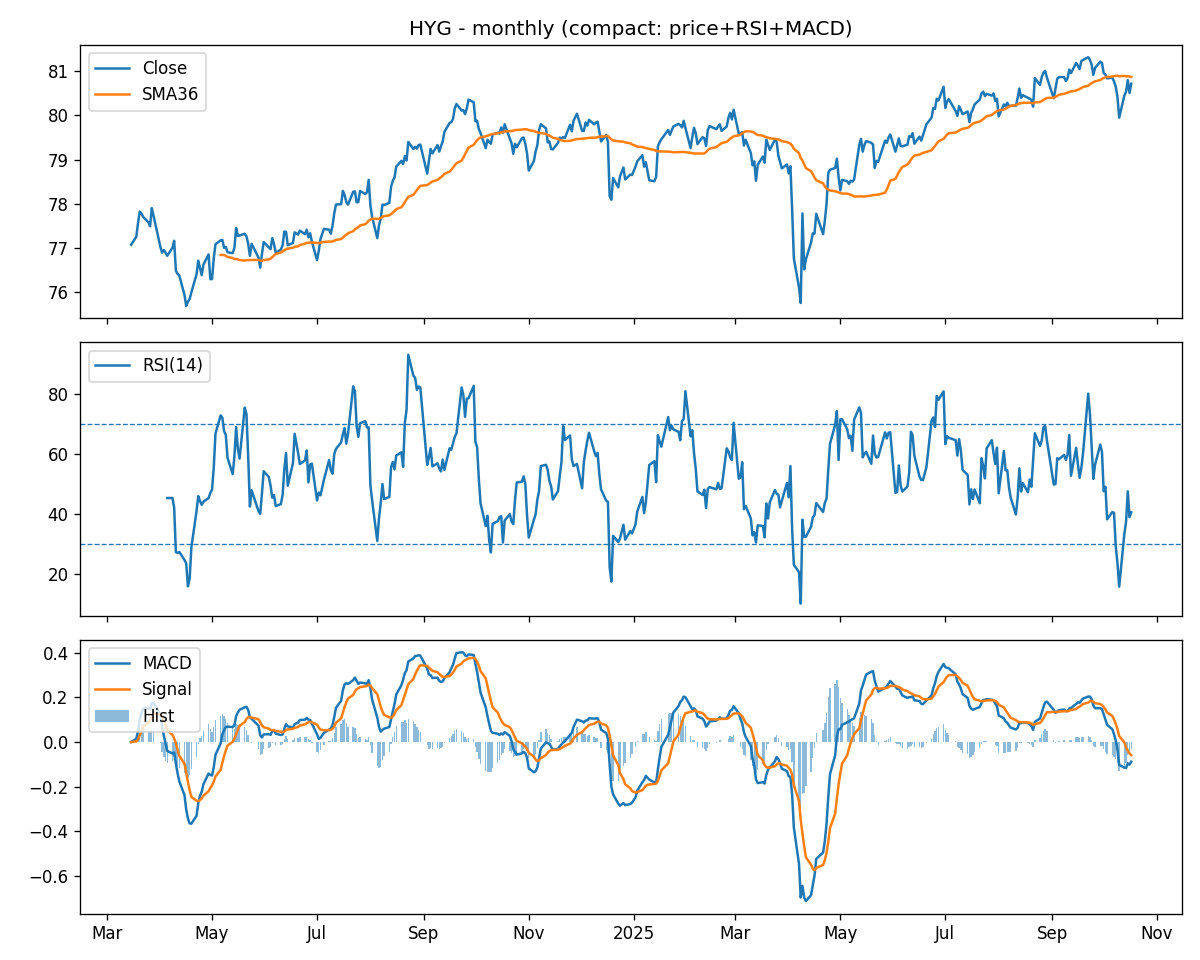 HYG - monthly (compact: price+RSI+MACD)
Close
SMA36
81
80
79
78
77
76
RSI(14)
80
60
40
20
MACD
Signal
Hist
0.4
0.2
0.0
−0.2
−0.4
−0.6
Mar May Jul Sep Nov 2025 Mar May Jul Sep Nov